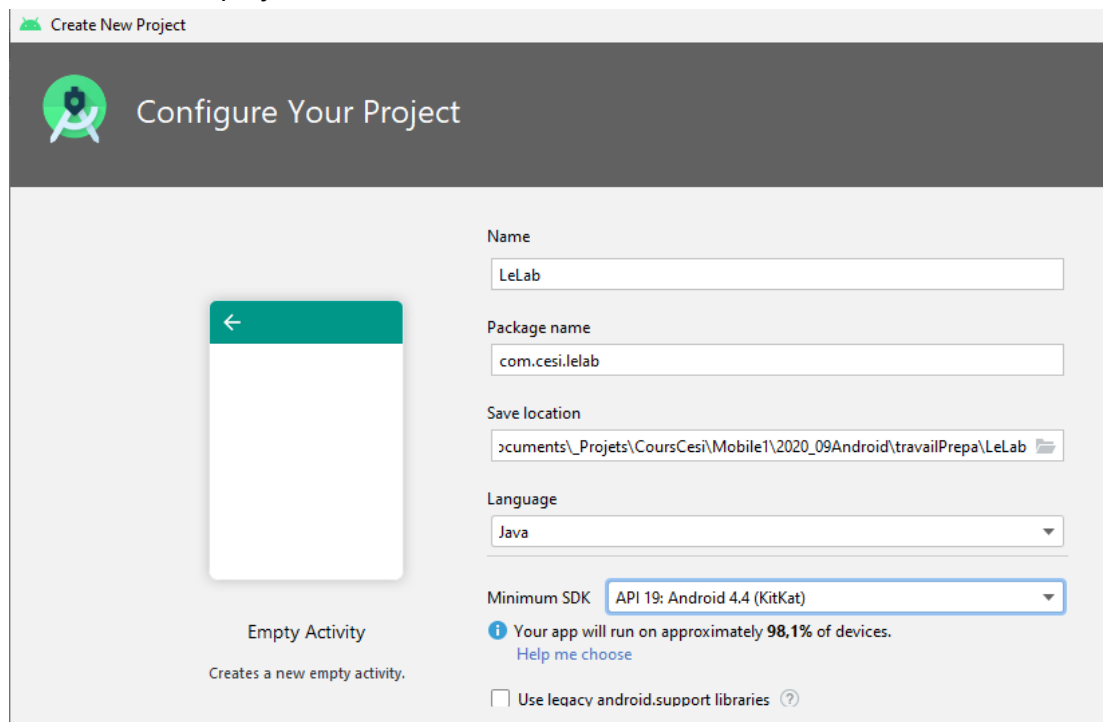 Create New Project
Configure Your Project
Name
LeLab
Package name
com.cesi.lelab
Save location
ocuments\_Projets\CoursCesi\Mobile1\2020_09Android\travailPrepa\LeLab
Language
Java
Minimum SDK API 19: Android 4.4 (KitKat)
Your app will run on approximately 98,1% of devices.
Help me choose
Use legacy android.support libraries ?
Empty Activity
Creates a new empty activity.